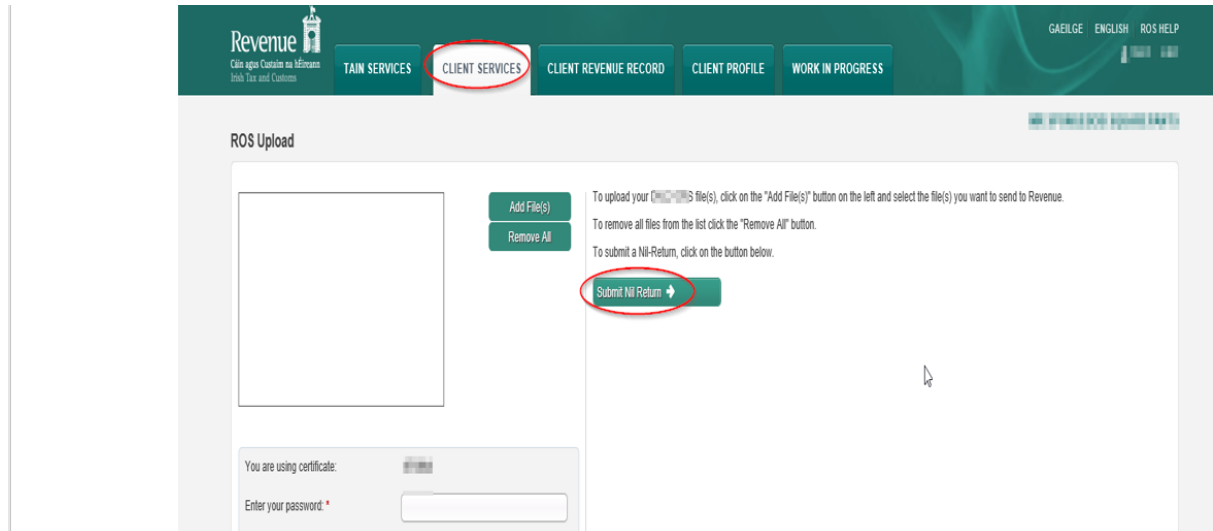 GAEILGE ENGLISH ROS HELP
Revenue
Cáin agus Custaim na hÉireann
Irish Tax and Customs
TAIN SERVICES CLIENT SERVICES CLIENT REVENUE RECORD CLIENT PROFILE WORK IN PROGRESS
ROS Upload
Add File(s)
Remove All
To upload your file(s), click on the "Add File(s)" button on the left and select the file(s) you want to send to Revenue.
To remove all files from the list click the "Remove All" button.
To submit a Nil-Return, click on the button below.
Submit Nil Return
You are using certificate:
Enter your password: *